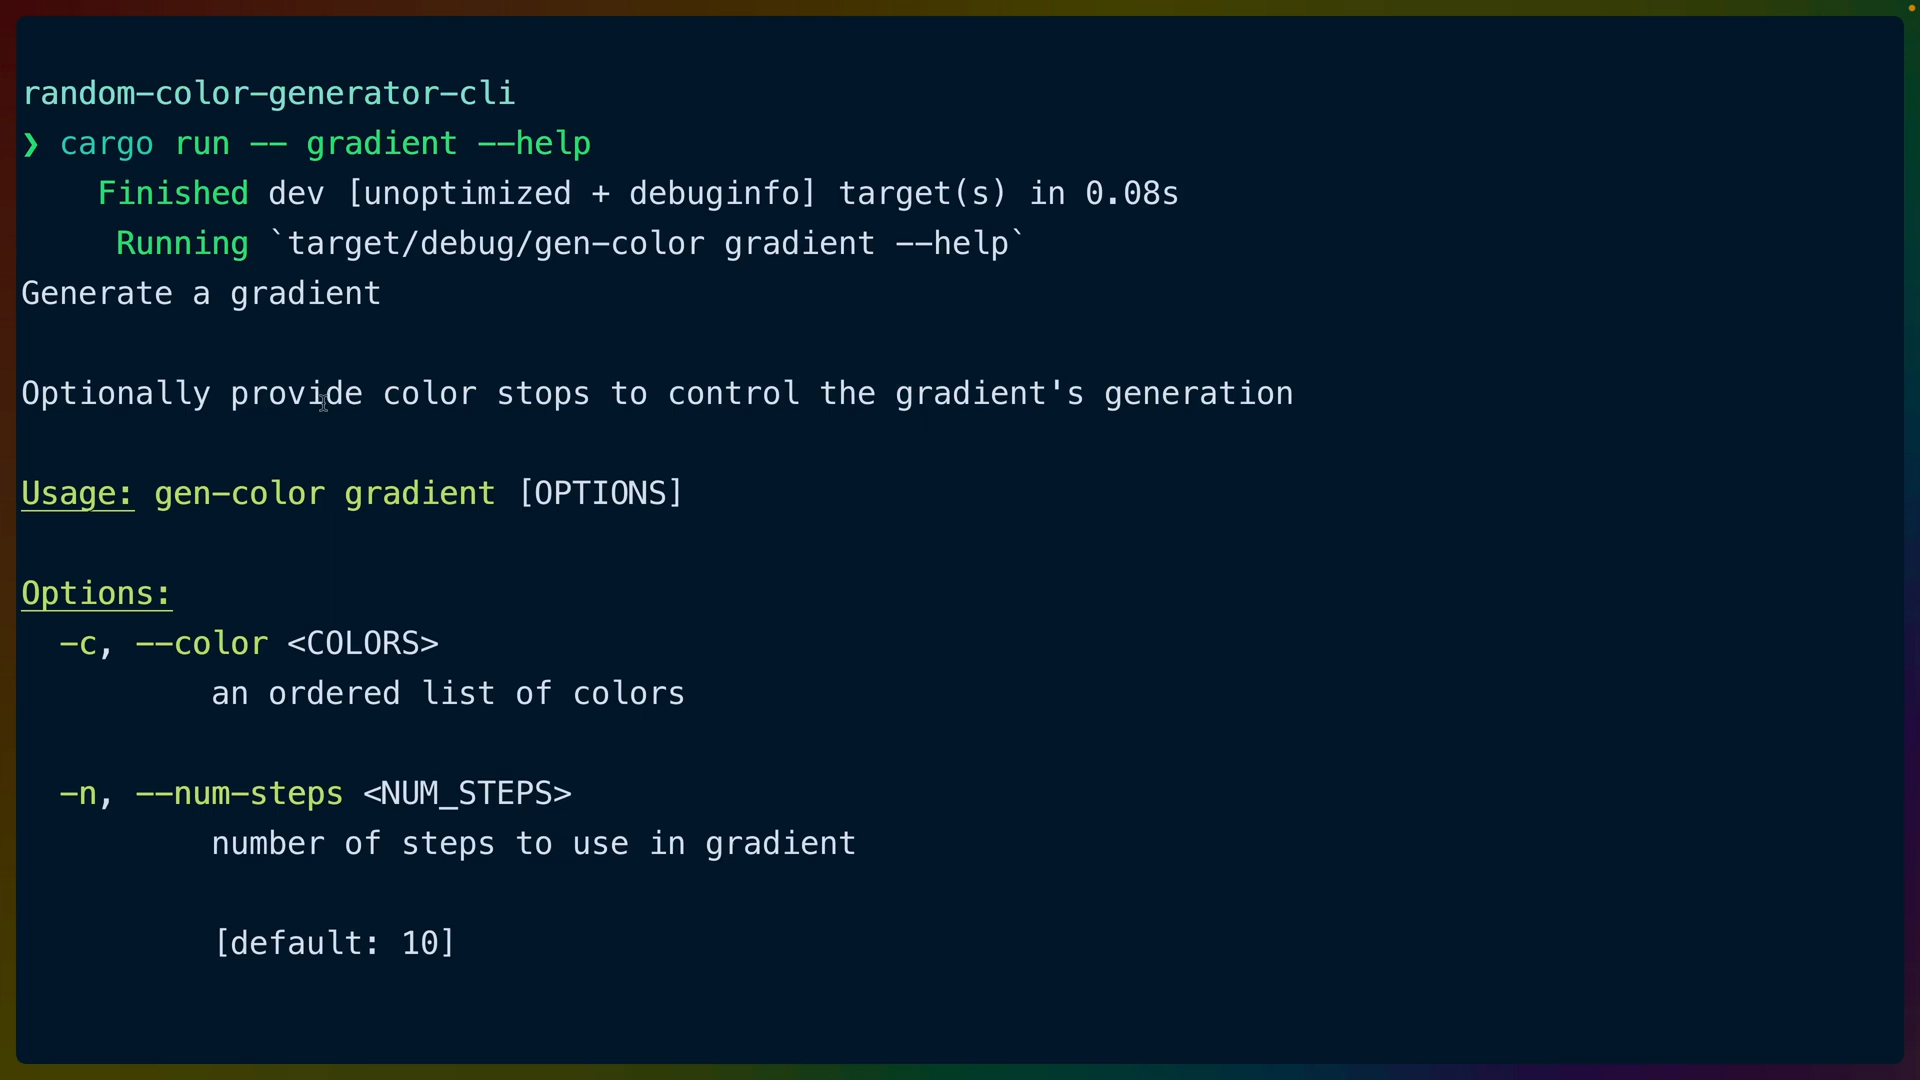 random-color-generator-cli
❯ cargo run -- gradient --help
Finished dev [unoptimized + debuginfo] target(s) in 0.08s
Running `target/debug/gen-color gradient --help`
Generate a gradient
Optionally provide color stops to control the gradient's generation
Usage: gen-color gradient [OPTIONS]
Options:
-c, --color <COLORS>
an ordered list of colors
-n, --num-steps <NUM_STEPS>
number of steps to use in gradient
[default: 10]